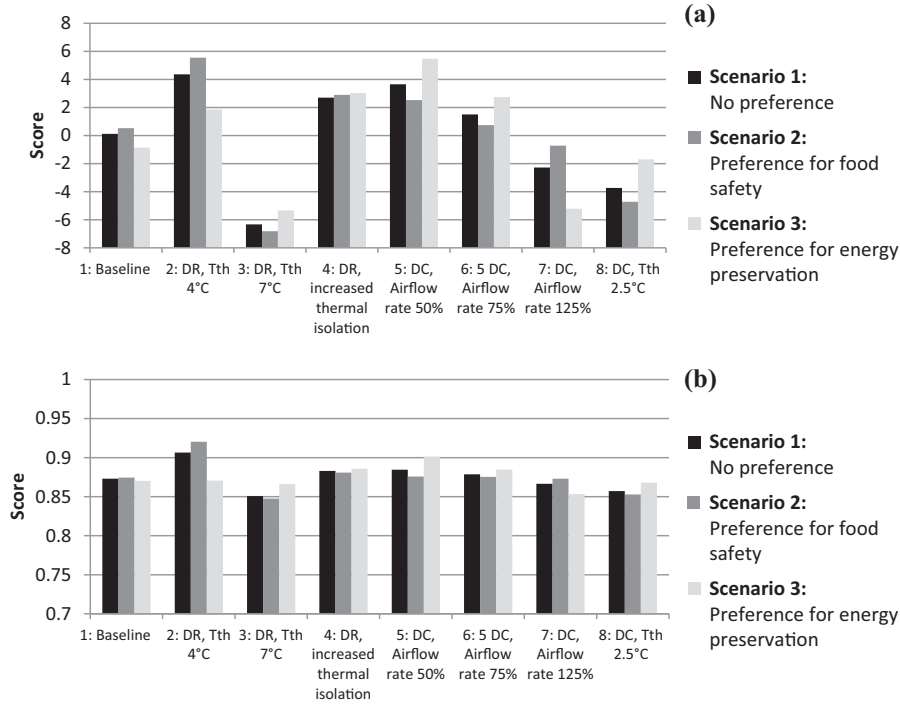 (a)
8
6
4
2
0
-2
-4
-6
-8
Score
1: Baseline
2: DR, Tth
4°C
3: DR, Tth
7°C
4: DR,
increased
thermal
isolation
5: DC,
Airflow
rate 50%
6: 5 DC,
Airflow
rate 75%
7: DC,
Airflow
rate 125%
8: DC, Tth
2.5°C
Scenario 1:
No preference
Scenario 2:
Preference for food
safety
Scenario 3:
Preference for energy
preservation
(b)
1
0.95
0.9
0.85
0.8
0.75
0.7
Score
1: Baseline
2: DR, Tth
4°C
3: DR, Tth
7°C
4: DR,
increased
thermal
isolation
5: DC,
Airflow
rate 50%
6: 5 DC,
Airflow
rate 75%
7: DC,
Airflow
rate 125%
8: DC, Tth
2.5°C
Scenario 1:
No preference
Scenario 2:
Preference for food
safety
Scenario 3:
Preference for energy
preservation